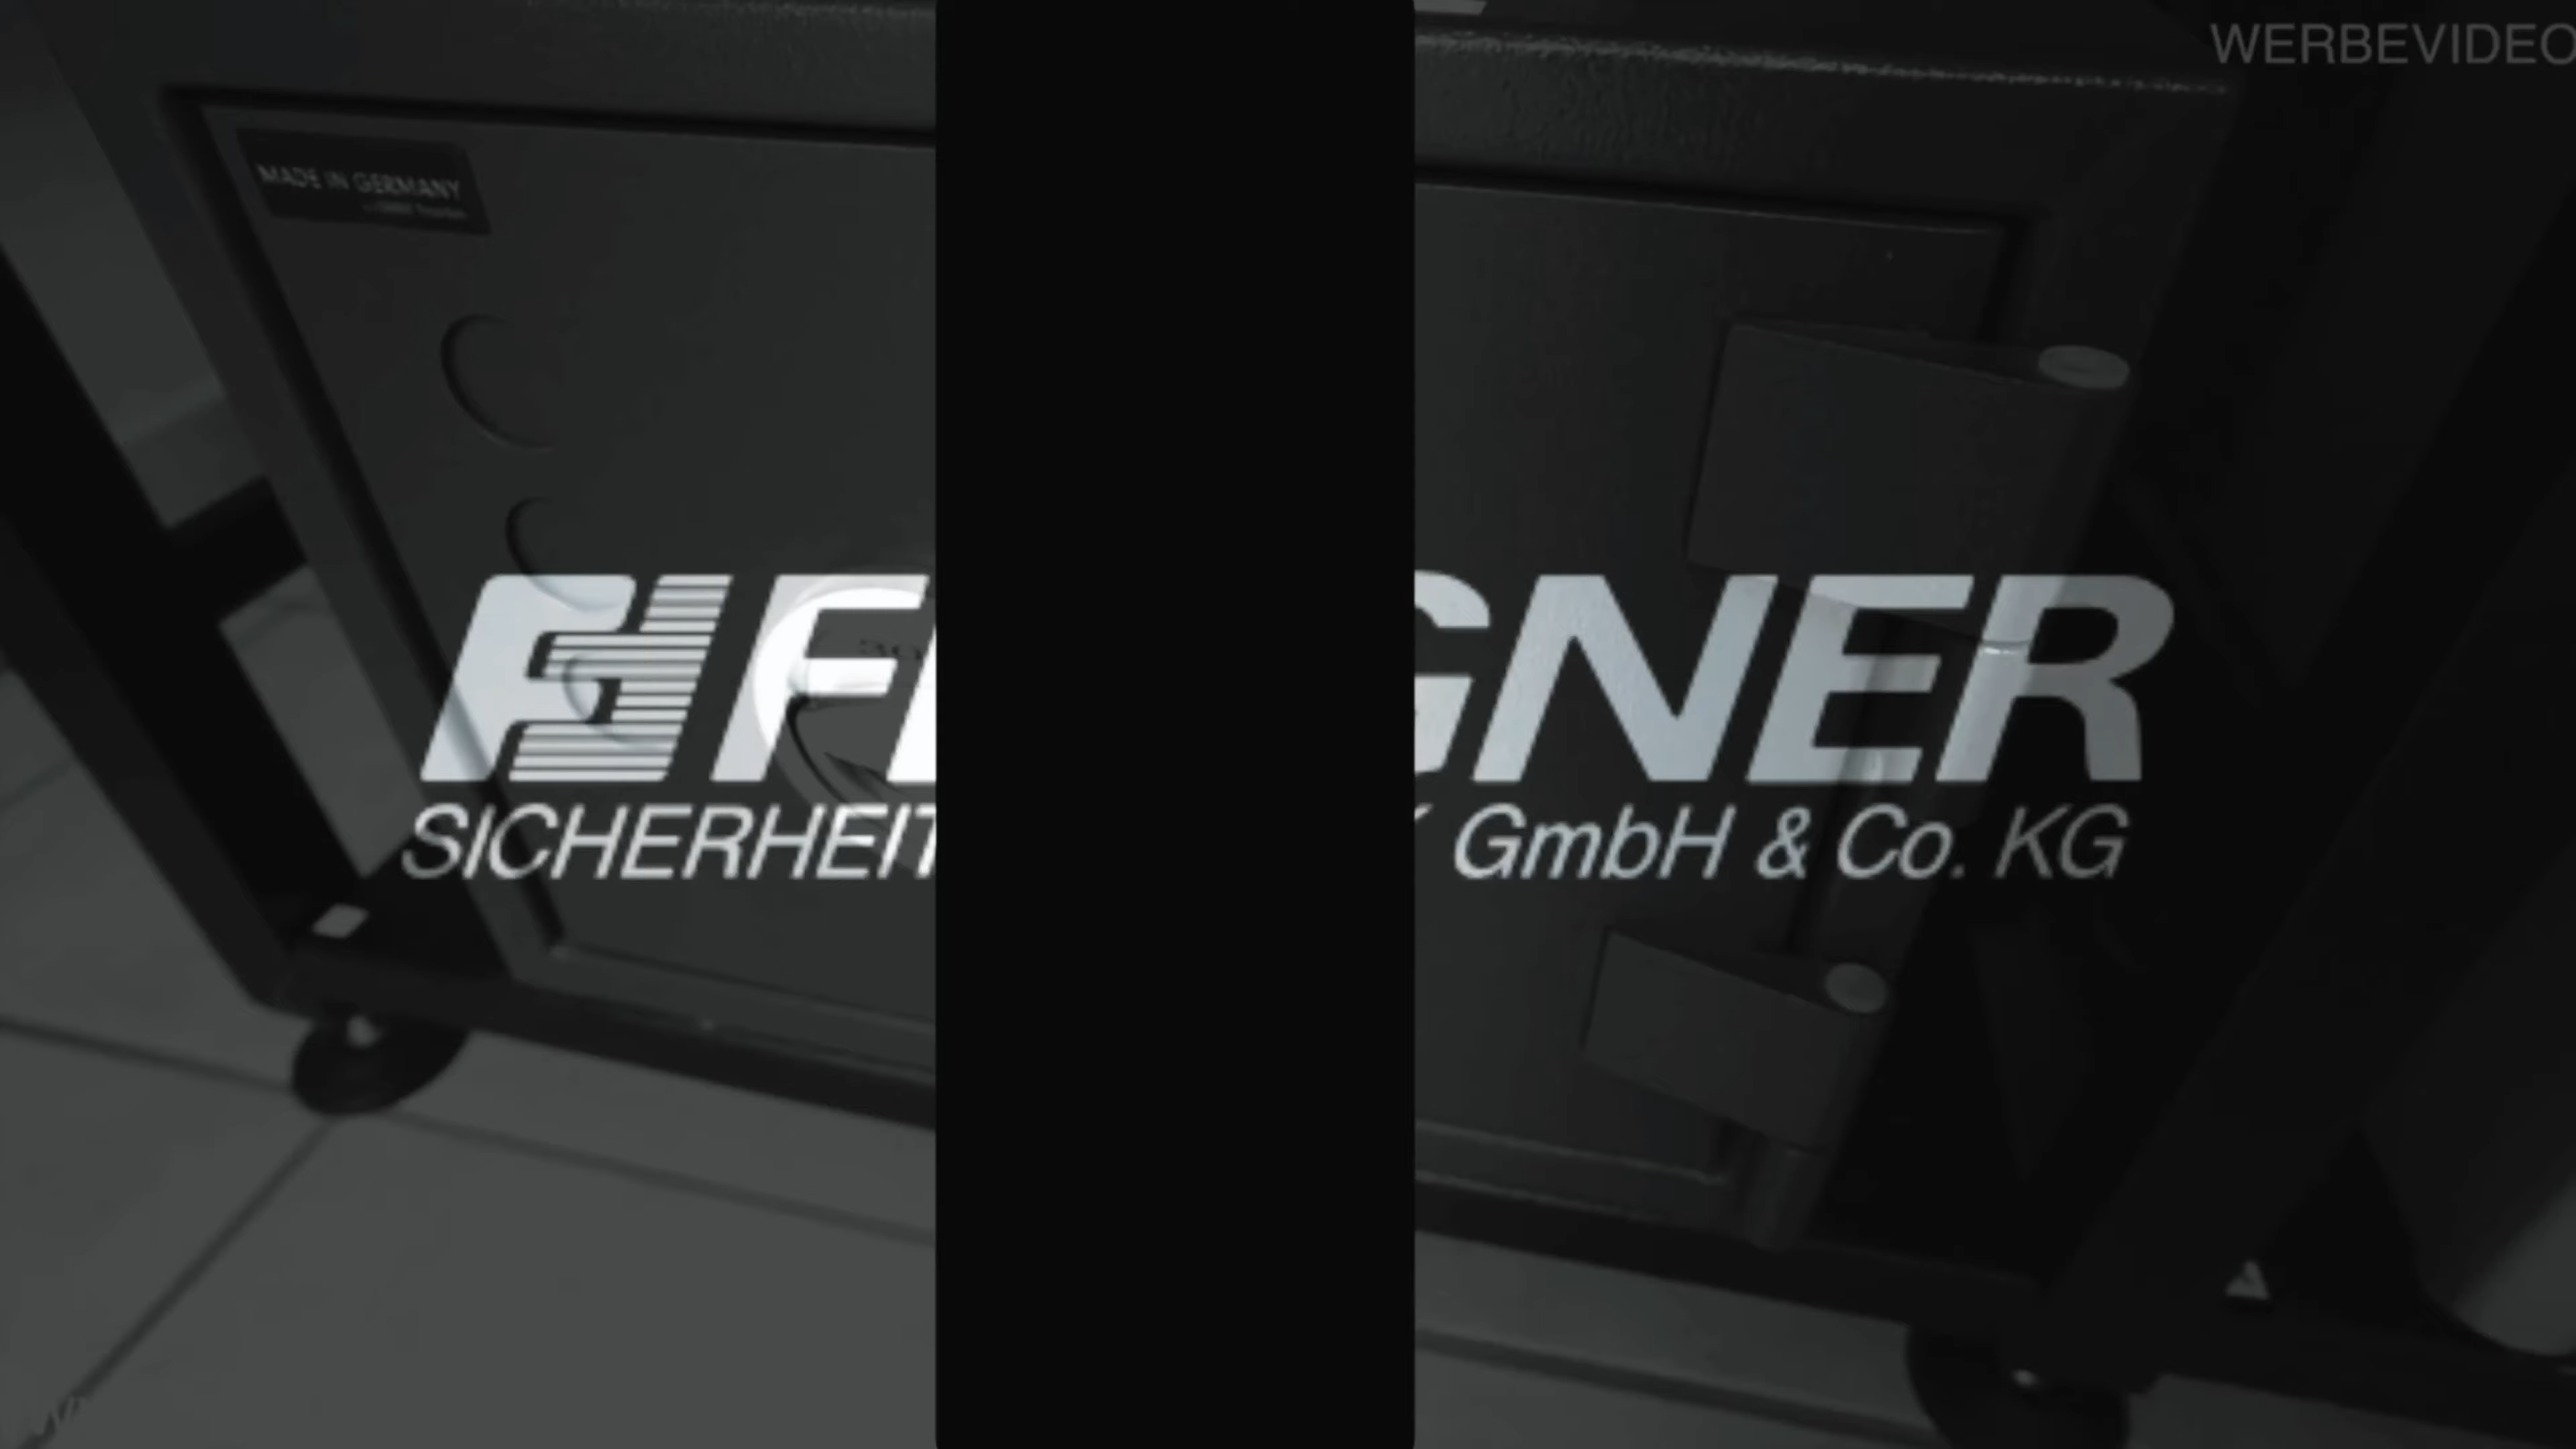 WERBEVIDEO
MADE IN GERMANY
GNER
SICHERHEIT
GmbH & Co. KG